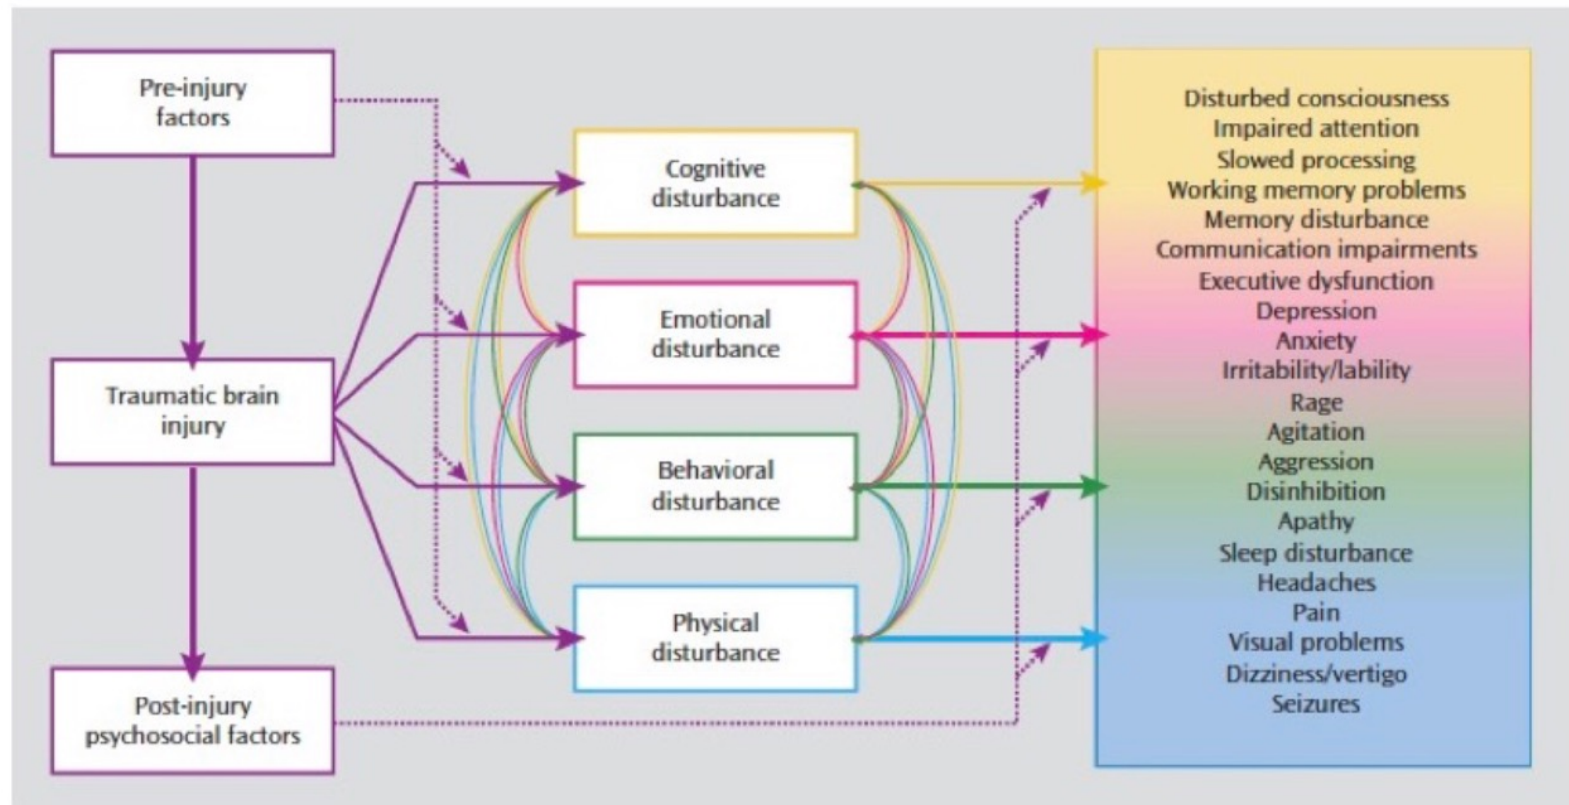 Pre-injury
factors
Traumatic brain
injury
Post-injury
psychosocial factors
Cognitive
disturbance
Emotional
disturbance
Behavioral
disturbance
Physical
disturbance
Disturbed consciousness
Impaired attention
Slowed processing
Working memory problems
Memory disturbance
Communication impairments
Executive dysfunction
Depression
Anxiety
Irritability/lability
Rage
Agitation
Aggression
Disinhibition
Apathy
Sleep disturbance
Headaches
Pain
Visual problems
Dizziness/vertigo
Seizures